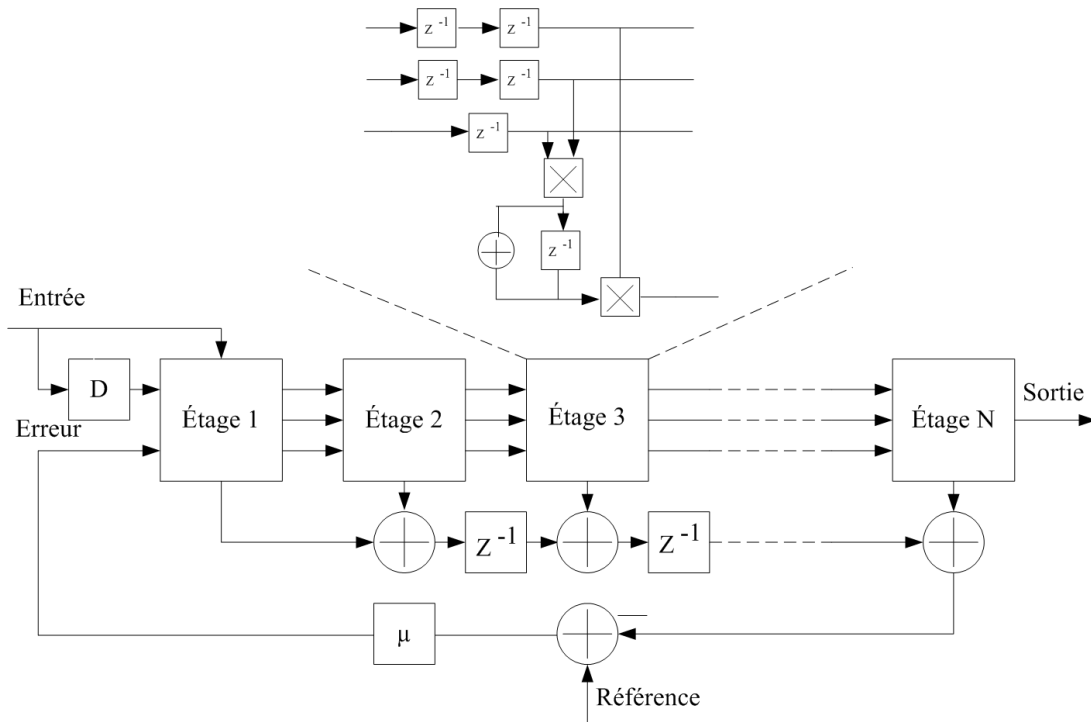 z⁻¹ z⁻¹
z⁻¹ z⁻¹
z⁻¹
z⁻¹
Entrée
D
Erreur
Étage 1
Étage 2
Étage 3
Étage N
Sortie
Z⁻¹
Z⁻¹
µ
Référence